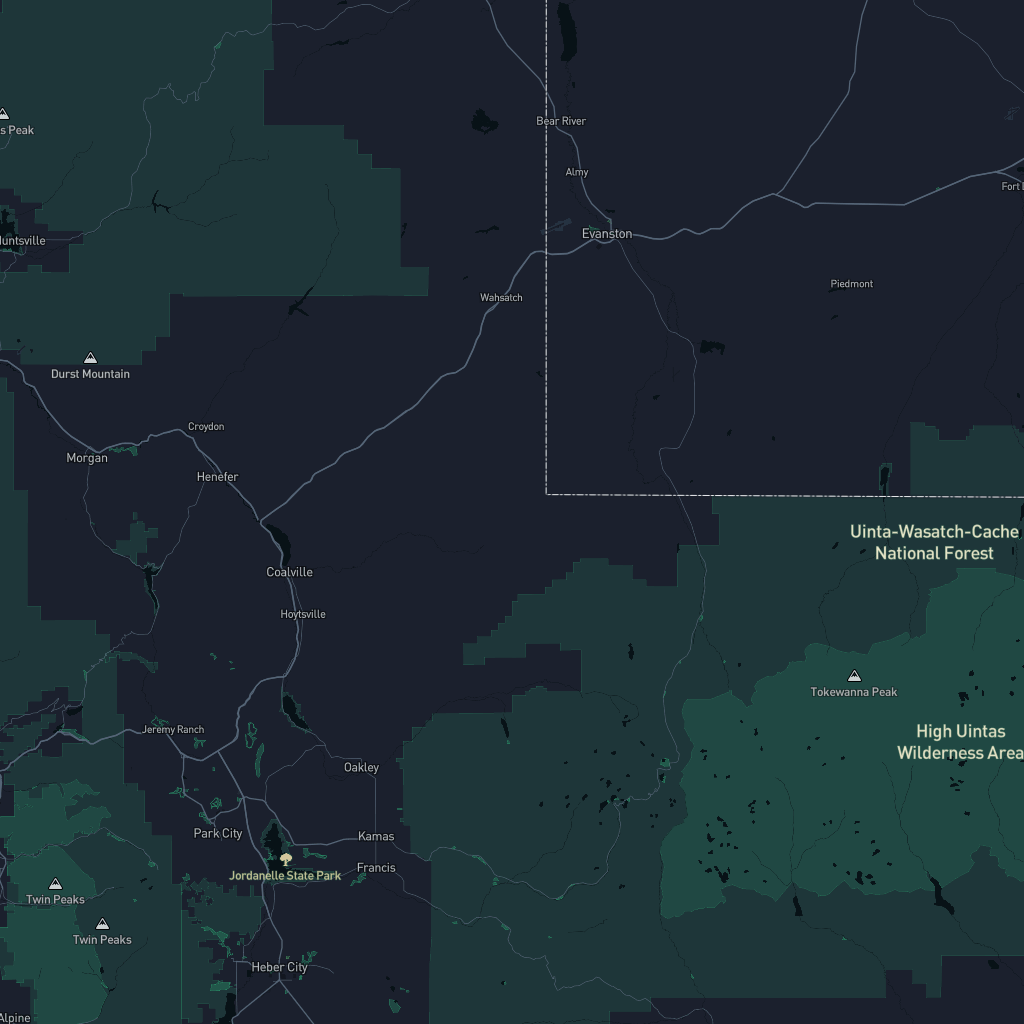 Bear River
s Peak
Almy
Fort
Evanston
Huntsville
Piedmont
Wahsatch
Durst Mountain
Croydon
Morgan
Henefer
Uinta-Wasatch-Cache
National Forest
Coalville
Hoytsville
Tokewanna Peak
Jeremy Ranch
High Uintas
Wilderness Area
Oakley
Park City
Kamas
Francis
Jordanelle State Park
Twin Peaks
Twin Peaks
Heber City
Alpine